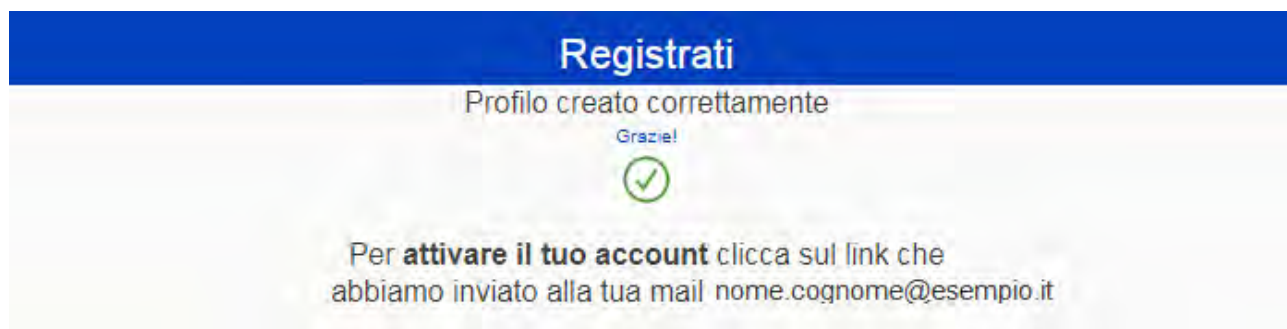 Registrati
Profilo creato correttamente
Grazie!
Per attivare il tuo account clicca sul link che
abbiamo inviato alla tua mail nome.cognome@esempio.it